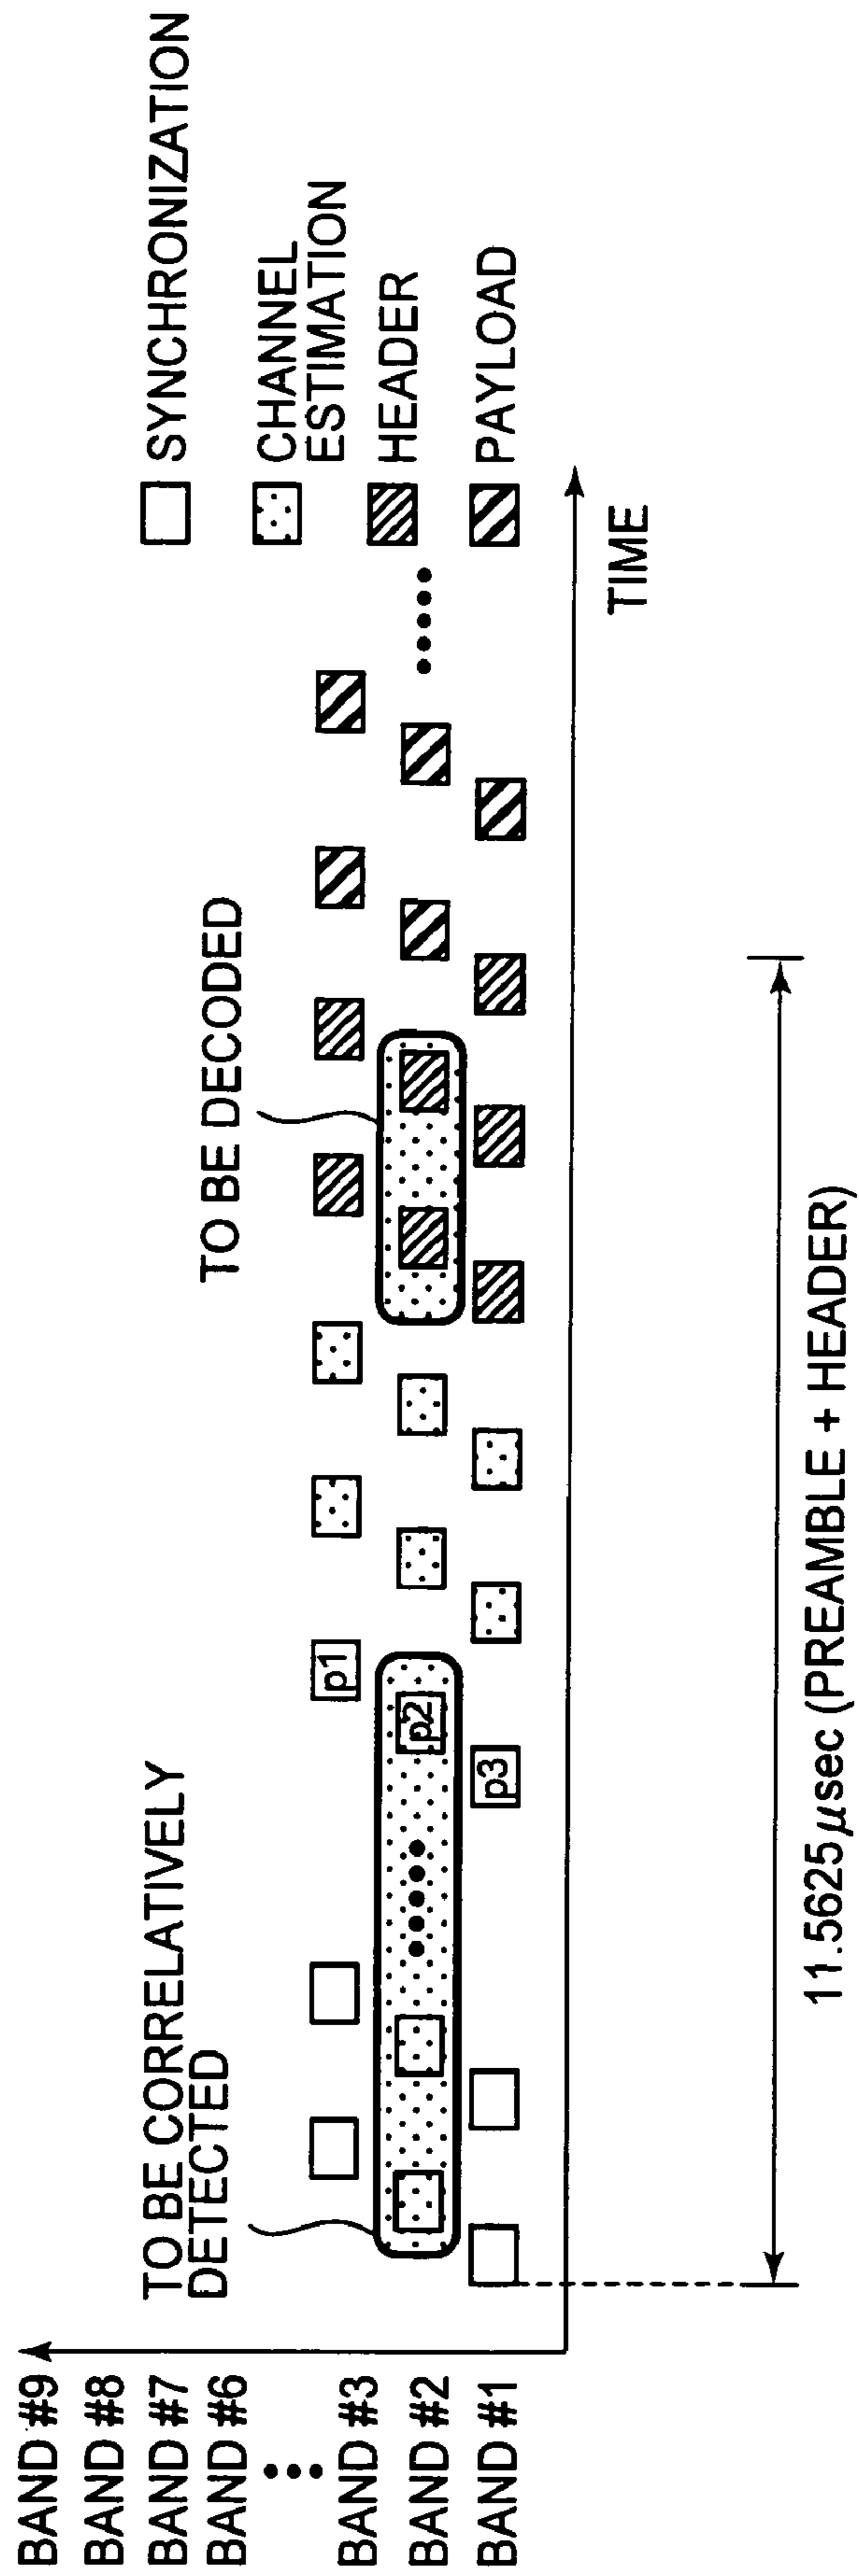 BAND #9
BAND #8
BAND #7
BAND #6
BAND #3
BAND #2
BAND #1
TO BE CORRELATIVELY
DETECTED
TO BE DECODED
p1
p2
p3
SYNCHRONIZATION
CHANNEL
ESTIMATION
HEADER
PAYLOAD
TIME
11.5625μsec (PREAMBLE + HEADER)